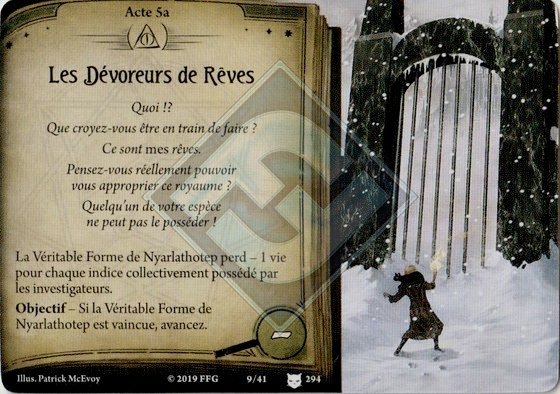 Acte 5a
Les Dévoreurs de Rêves
Quoi !?
Que croyez-vous être en train de faire ?
Ce sont mes rêves.
Pensez-vous réellement pouvoir
vous approprier ce royaume ?
Quelqu'un de votre espèce
ne peut pas le posséder !
La Véritable Forme de Nyarlathotep perd – 1 vie
pour chaque indice collectivement possédé par
les investigateurs.
Objectif – Si la Véritable Forme de
Nyarlathotep est vaincue, avancez.
–
Illus. Patrick McEvoy © 2019 FFG 9/41 294